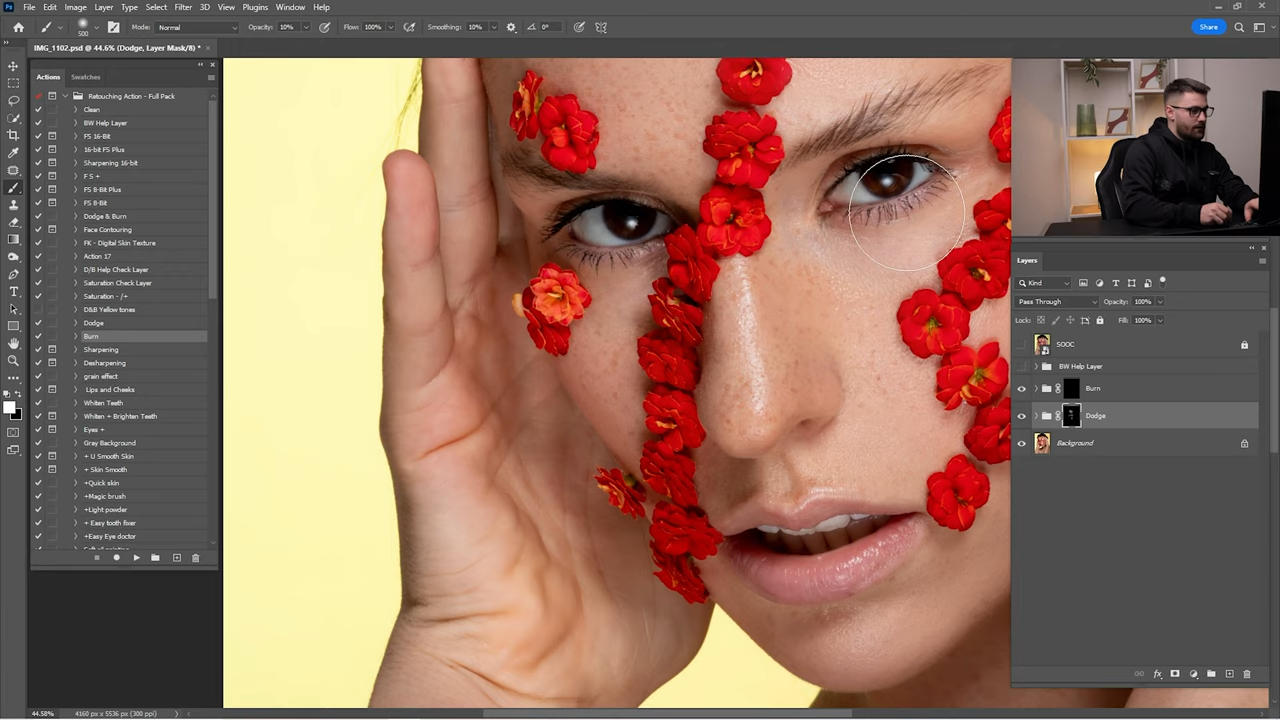 Ps File Edit Image Layer Type Select Filter 3D View Plugins Window Help
500 Mode: Normal Opacity: 10% Flow: 100% Smoothing: 10% 0° Share
IMG_1102.psd @ 44.6% (Dodge, Layer Mask/8) * ×
Actions Swatches
Retouching Action - Full Pack
Clean
BW Help Layer
FS 16-Bit
16-bit FS Plus
Sharpening 16-bit
F S +
FS 8-Bit Plus
FS 8-Bit
Dodge & Burn
Face Contouring
FK - Digital Skin Texture
Action 17
D/B Help Check Layer
Saturation Check Layer
Saturation - /+
D&B Yellow tones
Dodge
Burn
Sharpening
Desharpening
grain effect
Lips and Cheeks
Whiten Teeth
Whiten + Brighten Teeth
Eyes +
Gray Background
+ U Smooth Skin
+ Skin Smooth
+Quick skin
+Magic brush
+Light powder
+ Easy tooth fixer
+Easy Eye doctor
Layers
Kind
Pass Through Opacity: 100%
Lock: Fill: 100%
SOOC
BW Help Layer
Burn
Dodge
Background
fx
44.58% 4160 px x 5536 px (300 ppi)